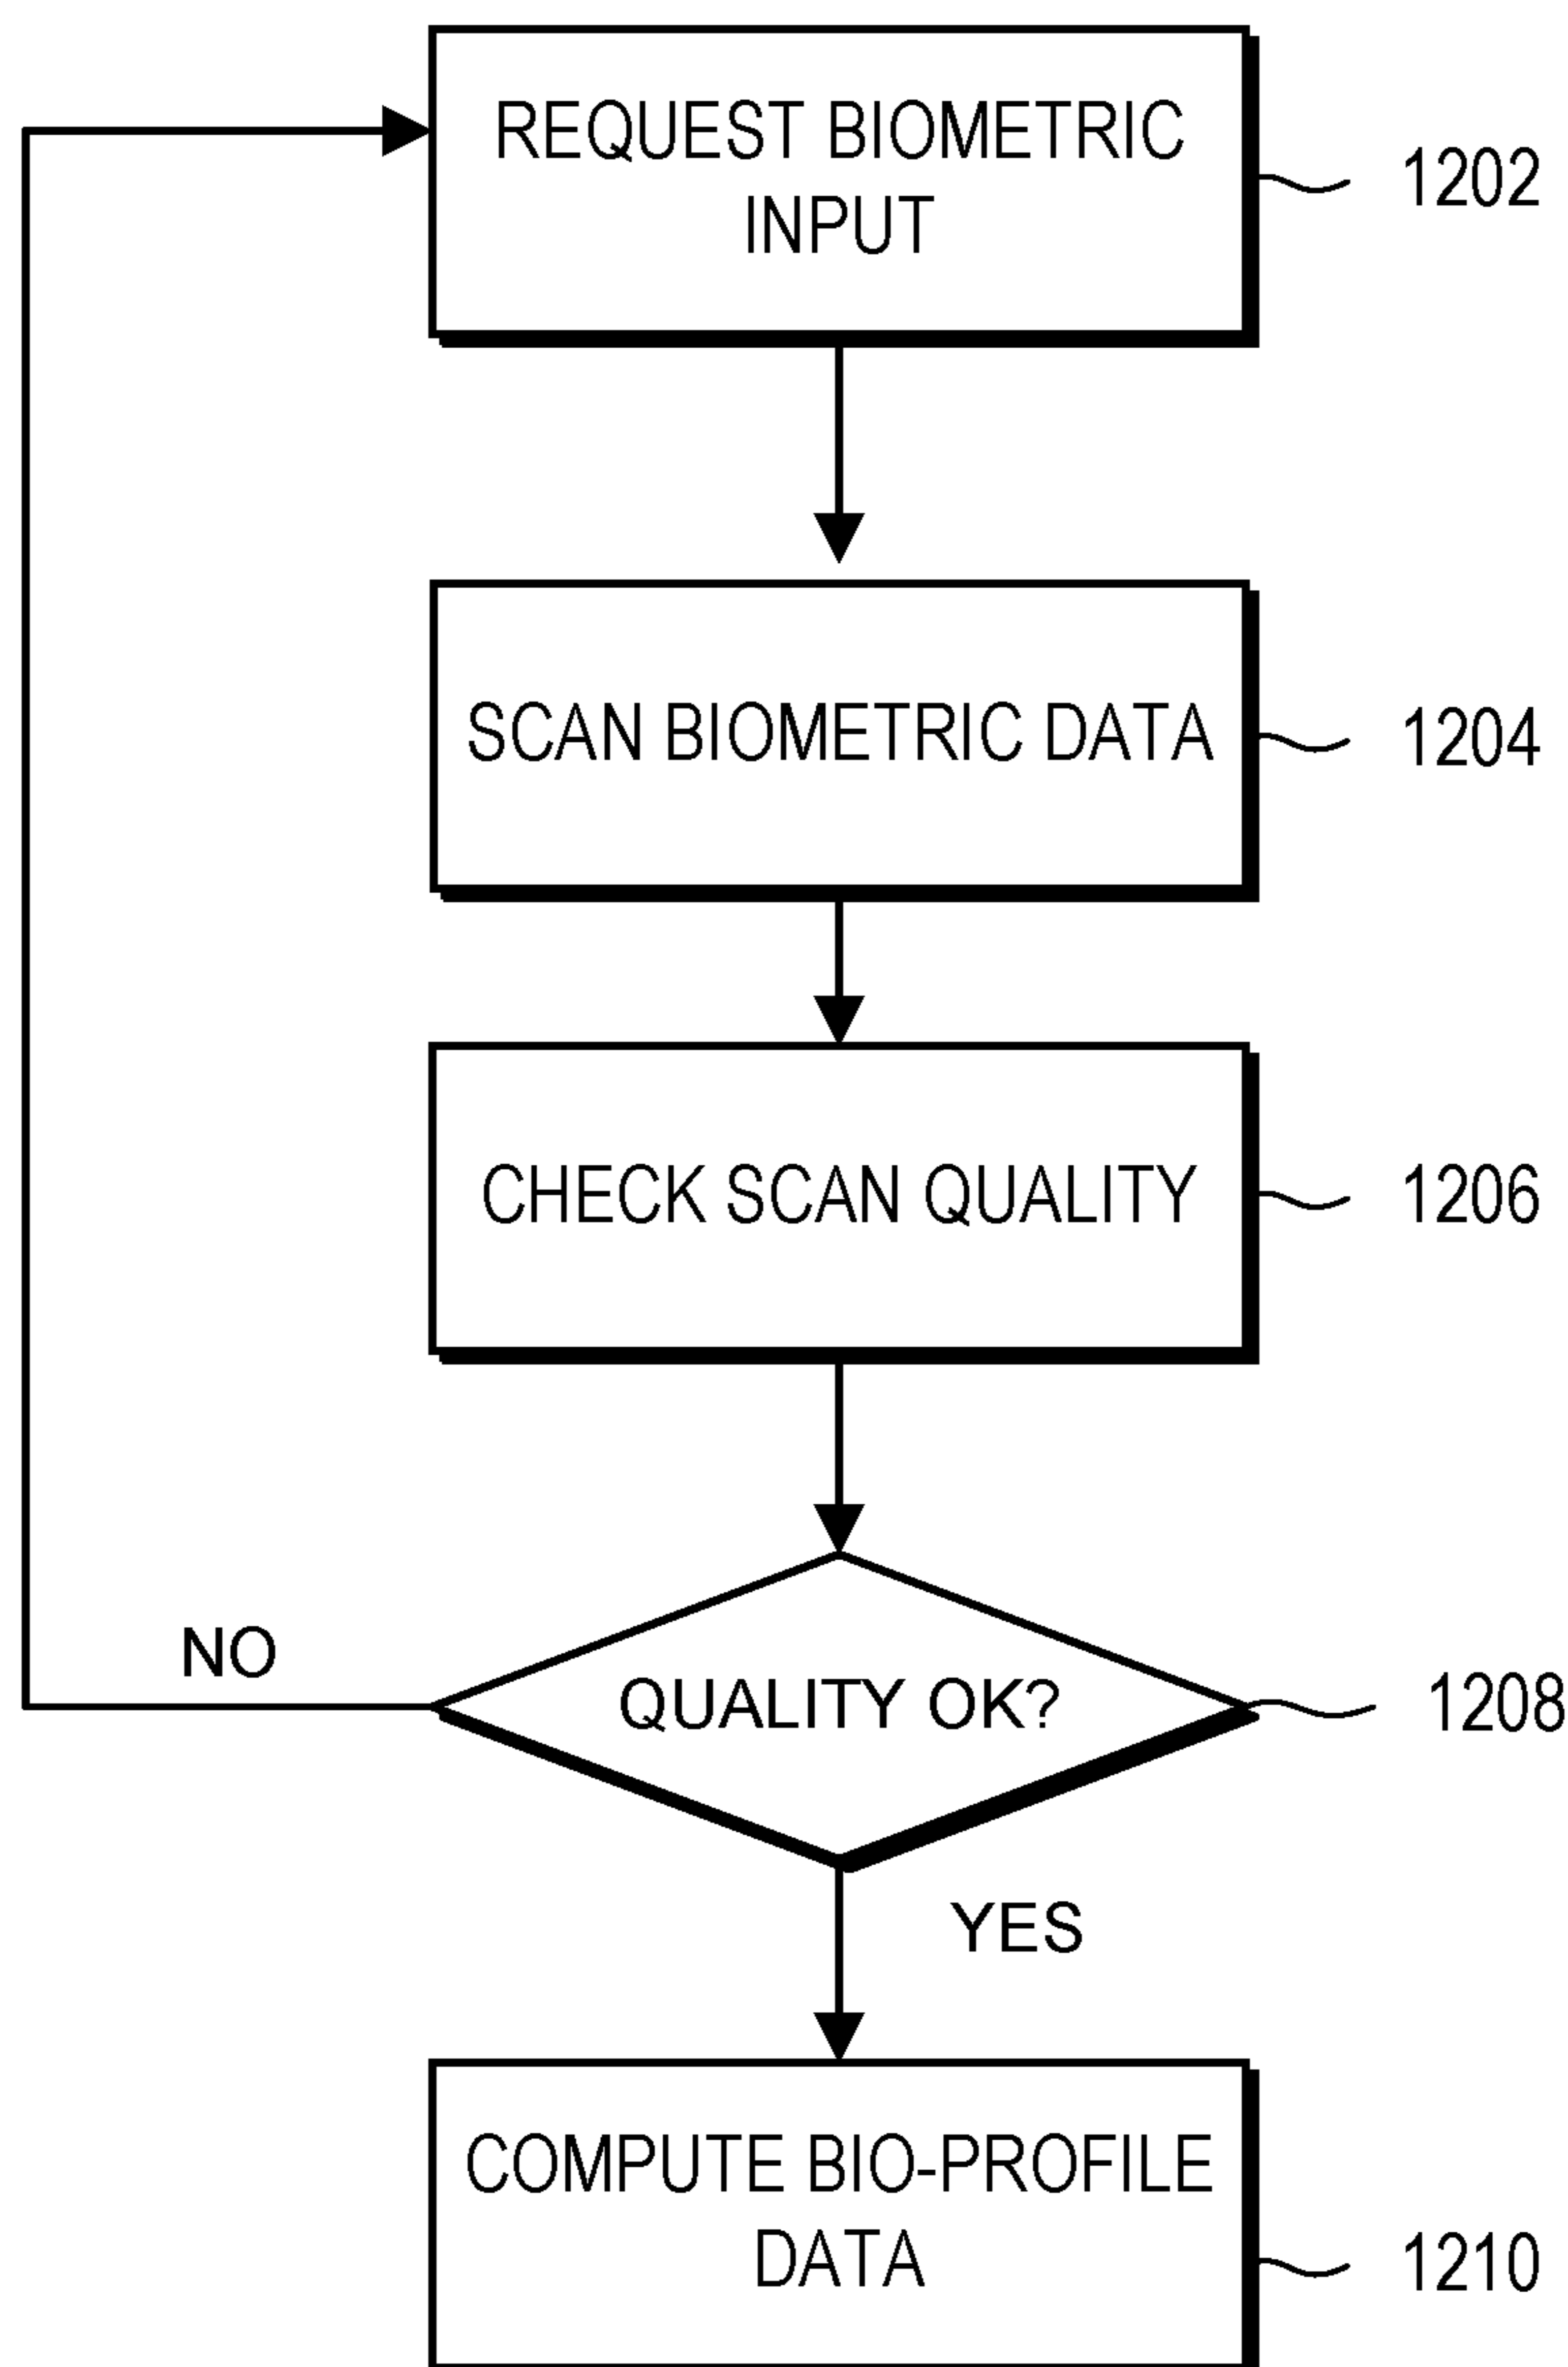 REQUEST BIOMETRIC
INPUT
1202
SCAN BIOMETRIC DATA
1204
CHECK SCAN QUALITY
1206
NO
QUALITY OK?
1208
YES
COMPUTE BIO-PROFILE
DATA
1210